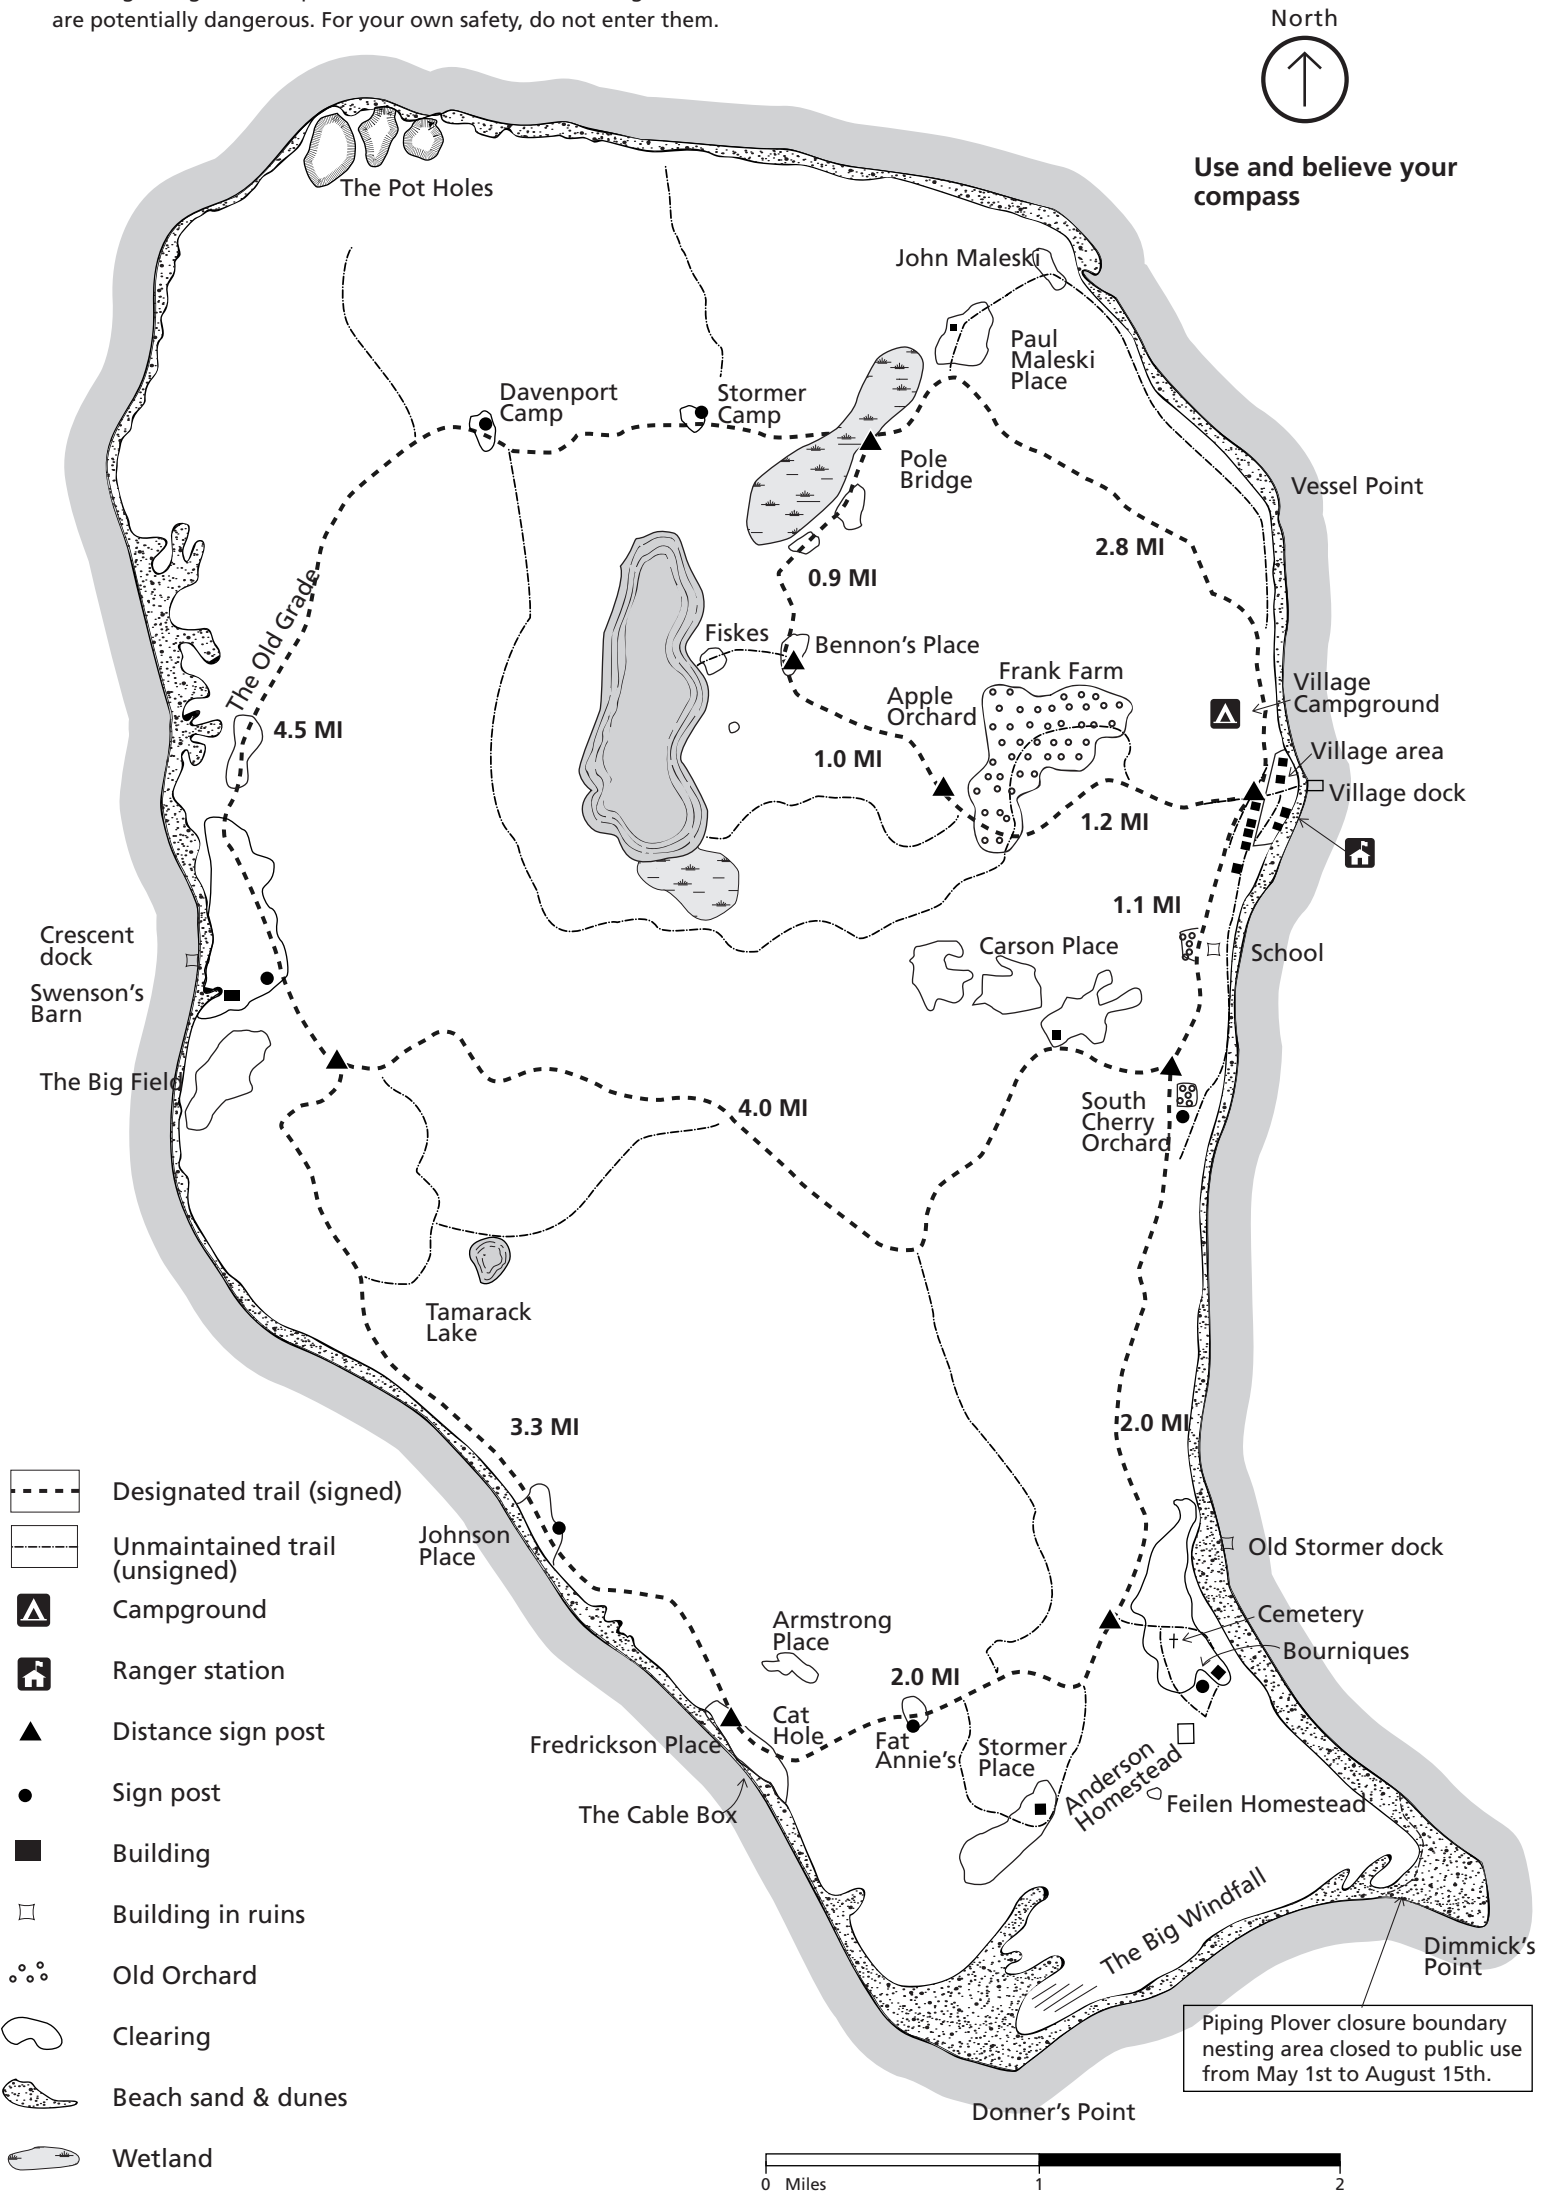 are potentially dangerous. For your own safety, do not enter them.
North
Use and believe your
compass
The Pot Holes
John Maleski
Paul
Maleski
Place
Davenport
Camp
Stormer
Camp
Pole
Bridge
Vessel Point
2.8 MI
0.9 MI
The Old Grade
Fiskes
Bennon's Place
Frank Farm
Apple
Orchard
Village
Campground
4.5 MI
1.0 MI
Village area
Village dock
1.2 MI
1.1 MI
Crescent
dock
Carson Place
School
Swenson's
Barn
The Big Field
4.0 MI
South
Cherry
Orchard
Tamarack
Lake
3.3 MI
2.0 MI
Johnson
Place
Old Stormer dock
Armstrong
Place
Cemetery
Bourniques
2.0 MI
Cat
Hole
Fredrickson Place
Fat
Annie's
Stormer
Place
Anderson
Homestead
The Cable Box
Feilen Homestead
The Big Windfall
Dimmick's
Point
Piping Plover closure boundary
nesting area closed to public use
from May 1st to August 15th.
Donner's Point
Designated trail (signed)
Unmaintained trail
(unsigned)
Campground
Ranger station
Distance sign post
Sign post
Building
Building in ruins
Old Orchard
Clearing
Beach sand & dunes
Wetland
0 Miles 1 2